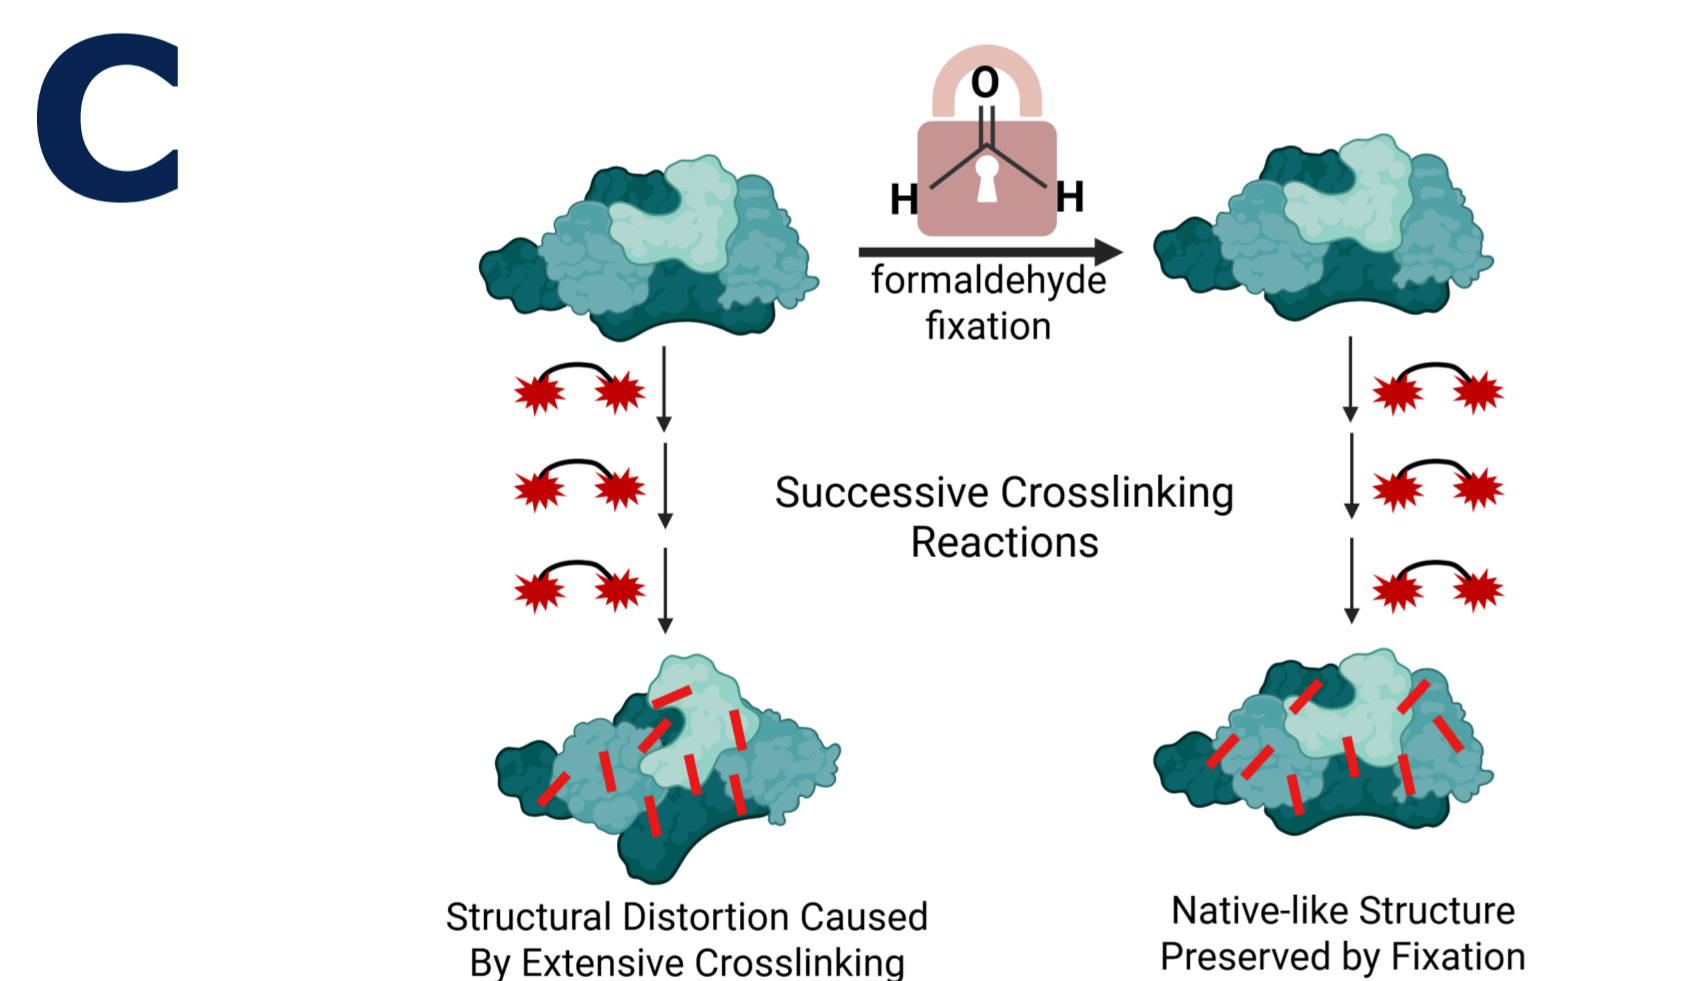 C
O
H H
formaldehyde
fixation
Successive Crosslinking
Reactions
Structural Distortion Caused
By Extensive Crosslinking
Native-like Structure
Preserved by Fixation